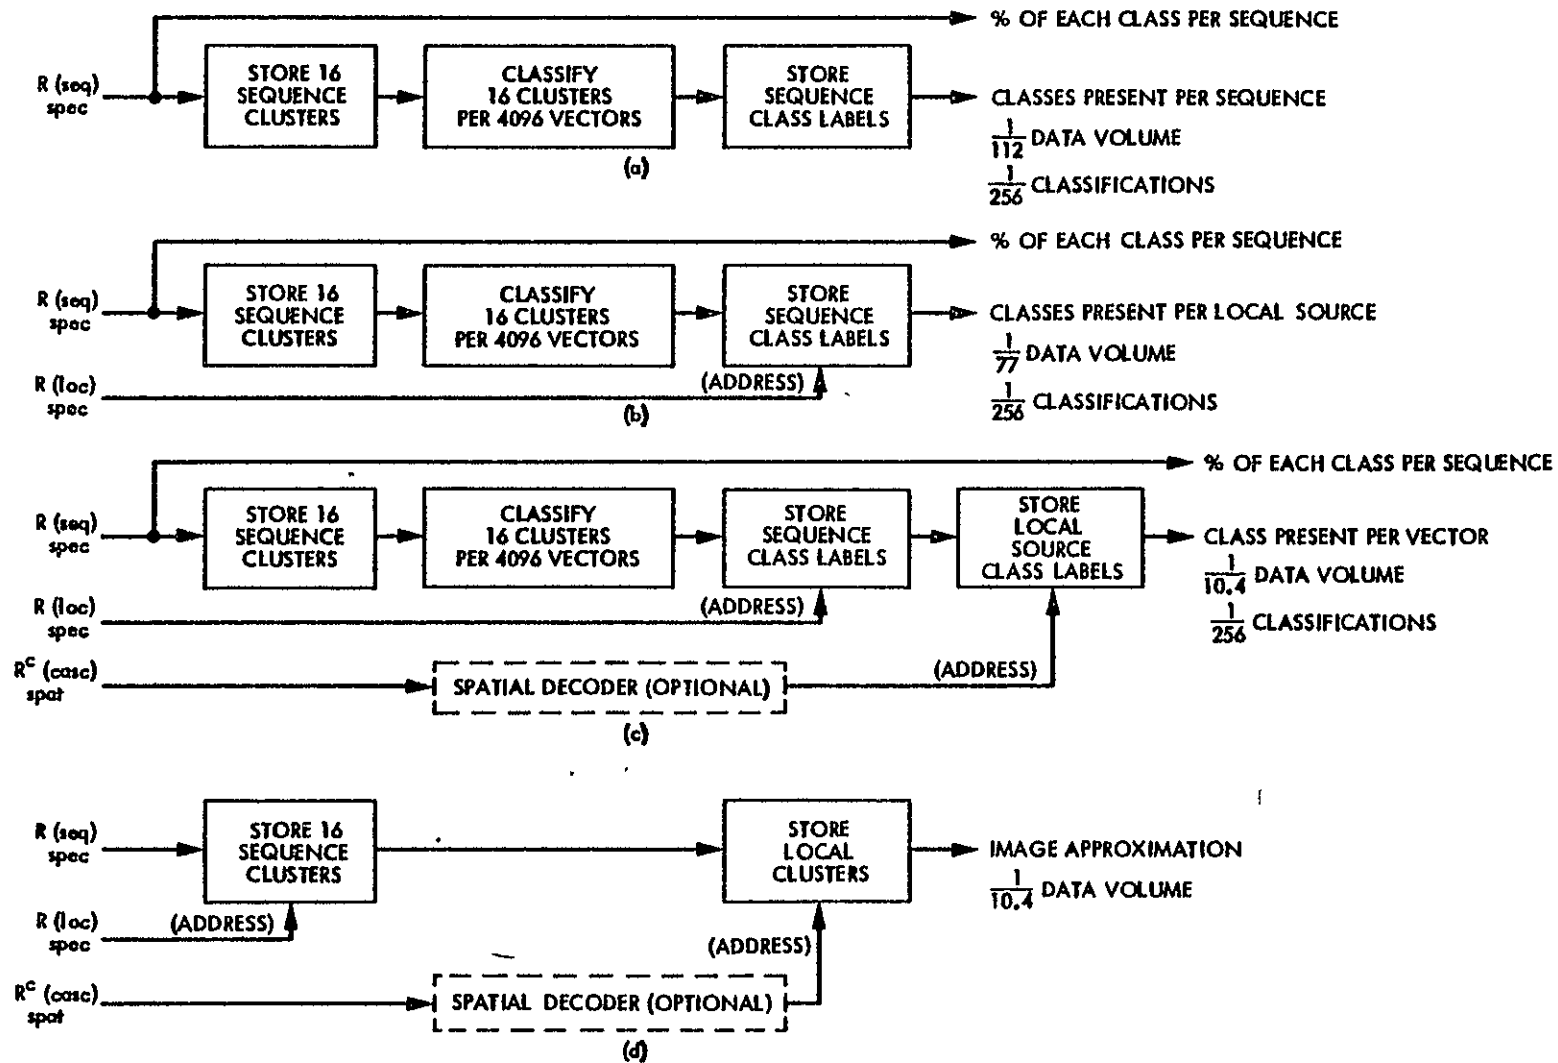 % OF EACH CLASS PER SEQUENCE
R (seq)
spec
STORE 16
SEQUENCE
CLUSTERS
CLASSIFY
16 CLUSTERS
PER 4096 VECTORS
STORE
SEQUENCE
CLASS LABELS
CLASSES PRESENT PER SEQUENCE
1/112 DATA VOLUME
1/256 CLASSIFICATIONS
(a)
% OF EACH CLASS PER SEQUENCE
R (seq)
spec
STORE 16
SEQUENCE
CLUSTERS
CLASSIFY
16 CLUSTERS
PER 4096 VECTORS
STORE
SEQUENCE
CLASS LABELS
CLASSES PRESENT PER LOCAL SOURCE
1/77 DATA VOLUME
1/256 CLASSIFICATIONS
R (loc)
spec
(ADDRESS)
(b)
% OF EACH CLASS PER SEQUENCE
R (seq)
spec
STORE 16
SEQUENCE
CLUSTERS
CLASSIFY
16 CLUSTERS
PER 4096 VECTORS
STORE
SEQUENCE
CLASS LABELS
STORE
LOCAL
SOURCE
CLASS LABELS
CLASS PRESENT PER VECTOR
1/10.4 DATA VOLUME
1/256 CLASSIFICATIONS
R (loc)
spec
(ADDRESS)
R^c (casc)
spat
SPATIAL DECODER (OPTIONAL)
(ADDRESS)
(c)
R (seq)
spec
STORE 16
SEQUENCE
CLUSTERS
STORE
LOCAL
CLUSTERS
IMAGE APPROXIMATION
1/10.4 DATA VOLUME
R (loc)
spec
(ADDRESS)
(ADDRESS)
R^c (casc)
spat
SPATIAL DECODER (OPTIONAL)
(d)